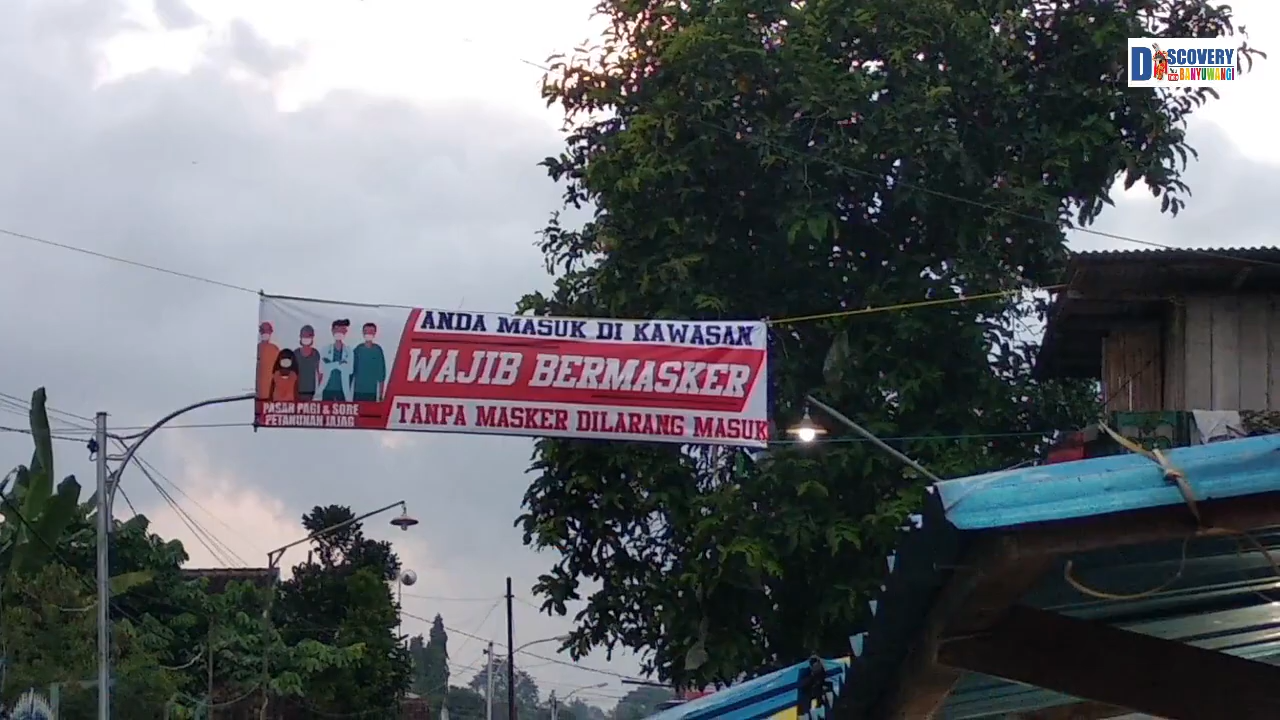 DISCOVERY
BANYUWANGI
ANDA MASUK DI KAWASAN
WAJIB BERMASKER
TANPA MASKER DILARANG MASUK
PASAR PAGI & SORE
PETAHUNAN JAJAG